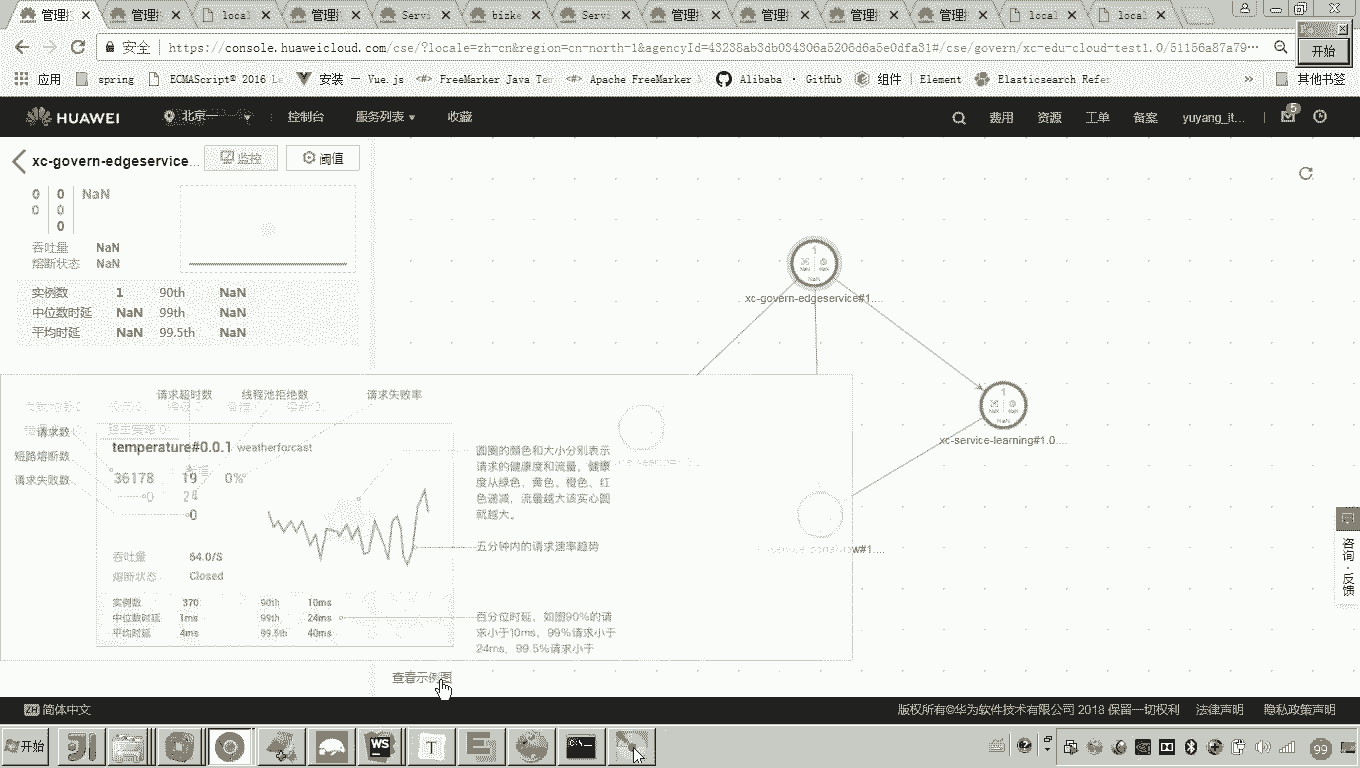 管理 管理 local 管理 Servi bizke Servi 管理 管理 管理 管理 local local
安全 https://console.huaweicloud.com/cse/?locale=zh-cn&region=cn-north-1&agencyId=43238ab3db034306a5206d6a5e0dfa31#/cse/govern/xc-edu-cloud-test1.0/51156a87a79…
开始
应用 spring ECMAScript® 2016 安装 — Vue.js FreeMarker Java Apache FreeMarker Alibaba · GitHub 组件 | Element Elasticsearch » 其他书签
HUAWEI 北京一 控制台 服务列表 收藏 费用 资源 工单 备案 yuyang_it... 5
xc-govern-edgeservice... 监控 阈值
0 0 NaN
0 0
0
吞吐量 NaN
熔断状态 NaN
实例数 1 90th NaN
中位数时延 NaN 99th NaN
平均时延 NaN 99.5th NaN
1
NaN NaN
NaN
xc-govern-edgeservice#1....
1
NaN NaN
NaN
xc-service-learning#1.0....
请求超时数 线程池拒绝数 请求失败率
请求数
短路熔断数
请求失败数
temperature#0.0.1 weatherforcast
36178 19 0%
0 24
0
吞吐量 64.0/S
熔断状态 Closed
实例数 370 90th 10ms
中位数时延 1ms 99th 24ms
平均时延 4ms 99.5th 40ms
圆圈的颜色和大小分别表示
请求的健康度和流量，健康
度从绿色、黄色、橙色、红
色递减，流量越大该实心圆
就越大。
五分钟内的请求速率趋势
百分位时延，如图90%的请
求小于10ms，99%请求小于
24ms，99.5%请求小于
w#1....
查看示例图
咨询·反馈
ZH 简体中文 版权所有©华为软件技术有限公司 2018 保留一切权利 法律声明 隐私政策声明
开始 WS T C:\ 99